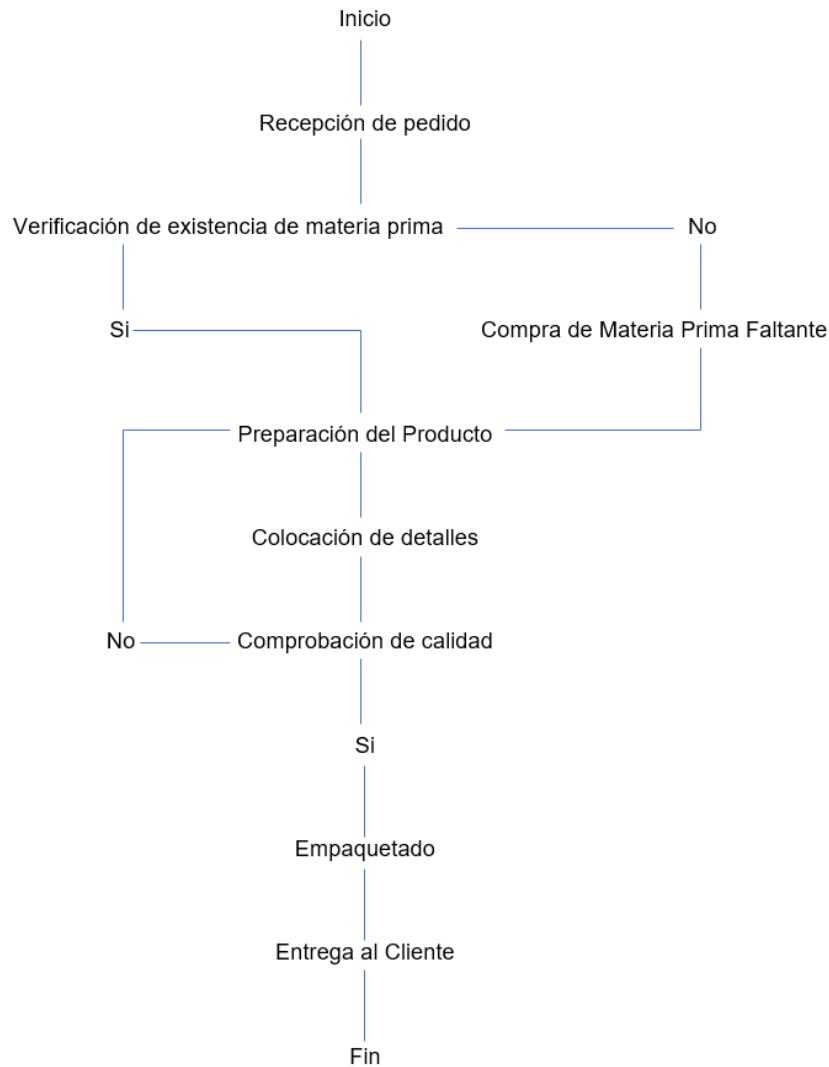 Inicio
Recepción de pedido
Verificación de existencia de materia prima
No
Si
Compra de Materia Prima Faltante
Preparación del Producto
Colocación de detalles
No
Comprobación de calidad
Si
Empaquetado
Entrega al Cliente
Fin